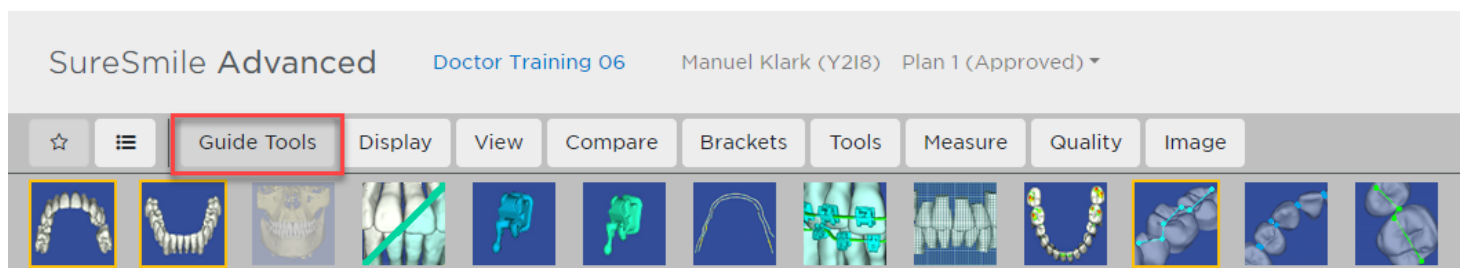 SureSmile Advanced Doctor Training 06 Manuel Klark (Y2I8) Plan 1 (Approved)
Guide Tools Display View Compare Brackets Tools Measure Quality Image